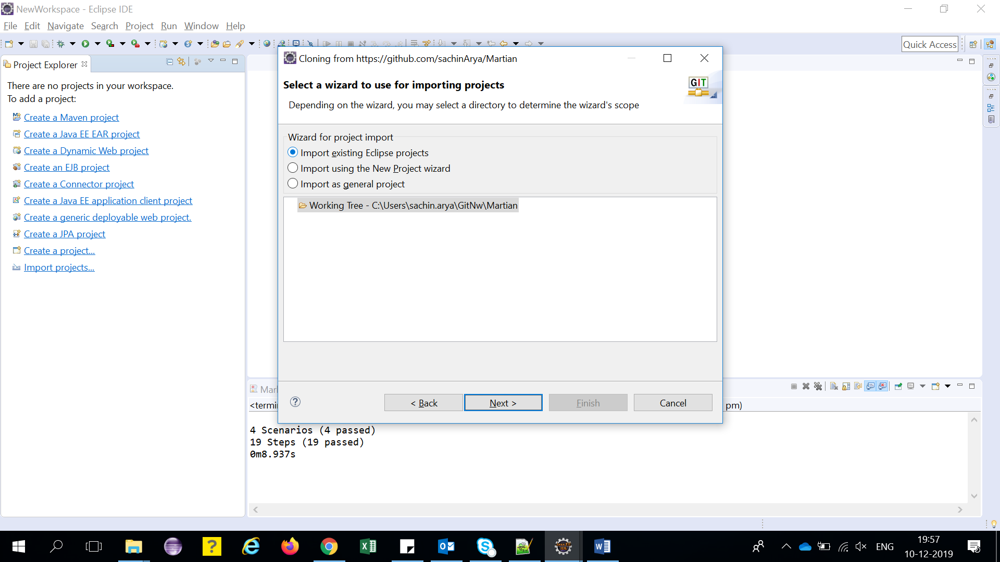 NewWorkspace - Eclipse IDE
File Edit Navigate Search Project Run Window Help
Quick Access
Project Explorer
There are no projects in your workspace.
To add a project:
Create a Maven project
Create a Java EE EAR project
Create a Dynamic Web project
Create an EJB project
Create a Connector project
Create a Java EE application client project
Create a generic deployable web project.
Create a JPA project
Create a project...
Import projects...
Cloning from https://github.com/sachinArya/Martian
Select a wizard to use for importing projects
GIT
Depending on the wizard, you may select a directory to determine the wizard's scope
Wizard for project import
Import existing Eclipse projects
Import using the New Project wizard
Import as general project
Working Tree - C:\Users\sachin.arya\GitNw\Martian
< Back Next > Finish Cancel
Mar
<termi
pm)
4 Scenarios (4 passed)
19 Steps (19 passed)
0m8.937s
Java EE
IDE
ENG
19:57
10-12-2019